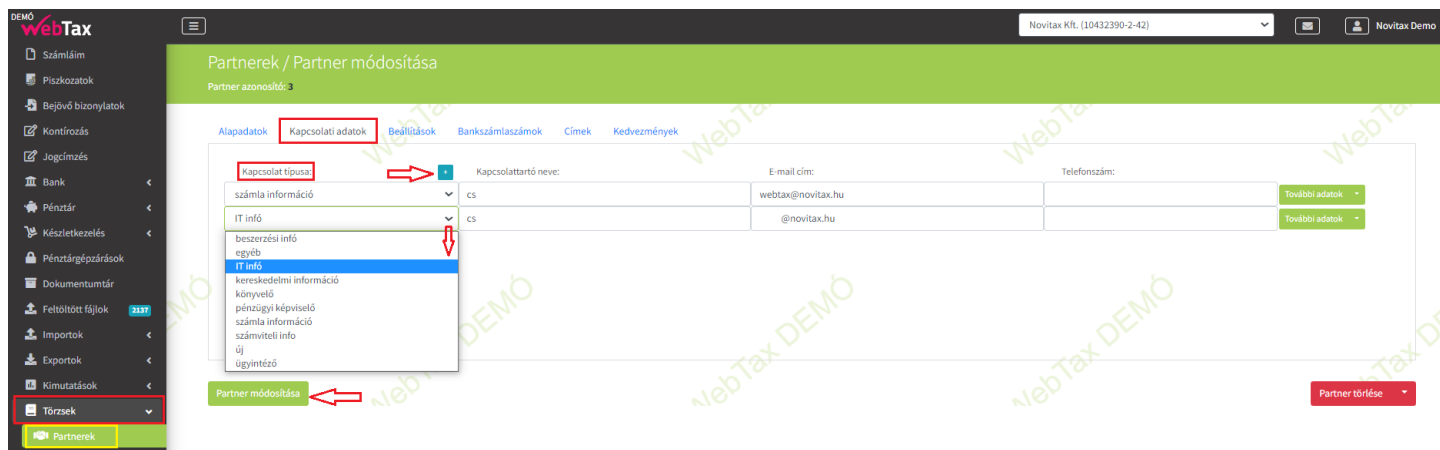 DEMÓ
WebTax
Novitax Kft. (10432390-2-42)
Novitax Demo
Számláim
Piszkozatok
Bejövő bizonylatok
Kontírozás
Jogcímzés
Bank
Pénztár
Készletkezelés
Pénztárgépzárások
Dokumentumtár
Feltöltött fájlok 2137
Importok
Exportok
Kimutatások
Törzsek
Partnerek
Partnerek / Partner módosítása
Partner azonosító: 3
Alapadatok Kapcsolati adatok Beállítások Bankszámlaszámok Címek Kedvezmények
Kapcsolat típusa: + Kapcsolattartó neve: E-mail cím: Telefonszám:
számla információ cs webtax@novitax.hu További adatok
IT infó cs @novitax.hu További adatok
beszerzési infó
egyéb
IT infó
kereskedelmi információ
könyvelő
pénzügyi képviselő
számla információ
számviteli info
új
ügyintéző
Partner módosítása
Partner törlése
WebTax DEMÓ
WebTax DEMÓ
WebTax DEMÓ